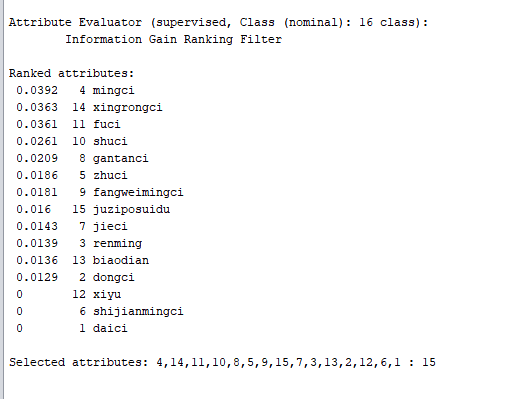 Attribute Evaluator (supervised, Class (nominal): 16 class):
Information Gain Ranking Filter
Ranked attributes:
0.0392 4 mingci
0.0363 14 xingrongci
0.0361 11 fuci
0.0261 10 shuci
0.0209 8 gantanci
0.0186 5 zhuci
0.0181 9 fangweimingci
0.016 15 juziposuidu
0.0143 7 jieci
0.0139 3 renming
0.0136 13 biaodian
0.0129 2 dongci
0 12 xiyu
0 6 shijianmingci
0 1 daici
Selected attributes: 4,14,11,10,8,5,9,15,7,3,13,2,12,6,1 : 15